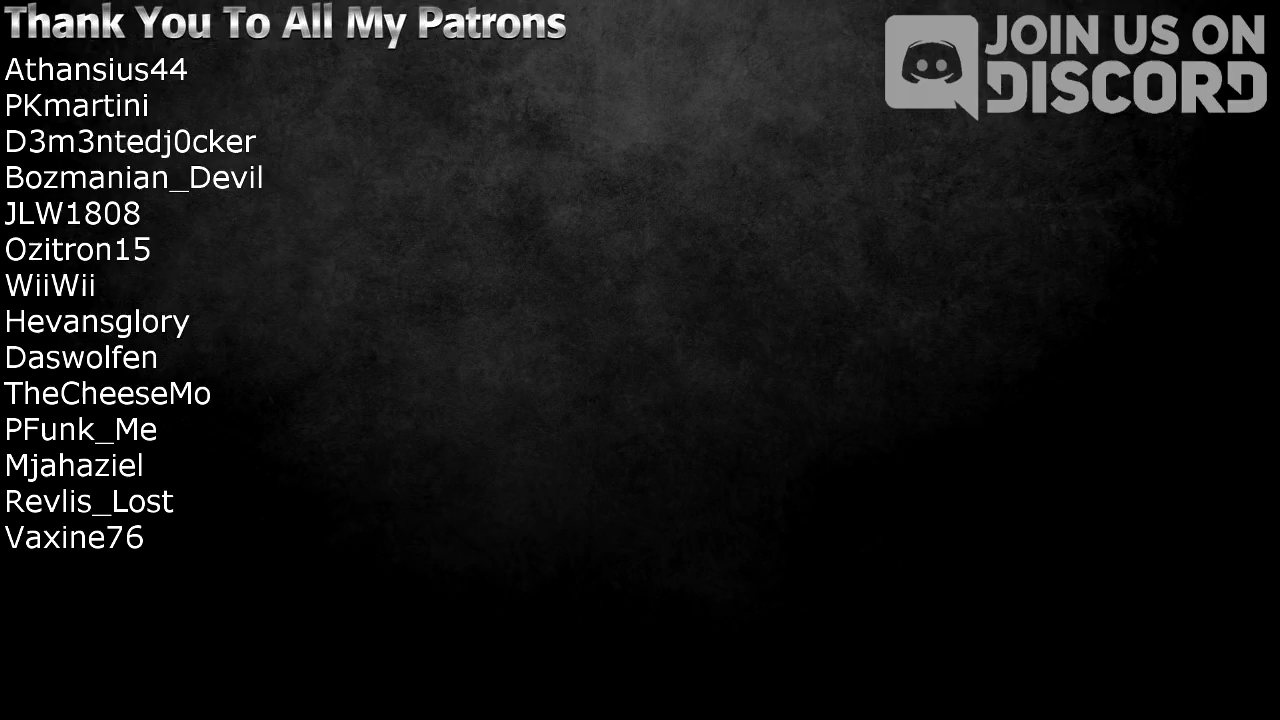 Thank You To All My Patrons
Athansius44
PKmartini
D3m3ntedj0cker
Bozmanian_Devil
JLW1808
Ozitron15
WiiWii
Hevansglory
Daswolfen
TheCheeseMo
PFunk_Me
Mjahaziel
Revlis_Lost
Vaxine76
JOIN US ON
DISCORD